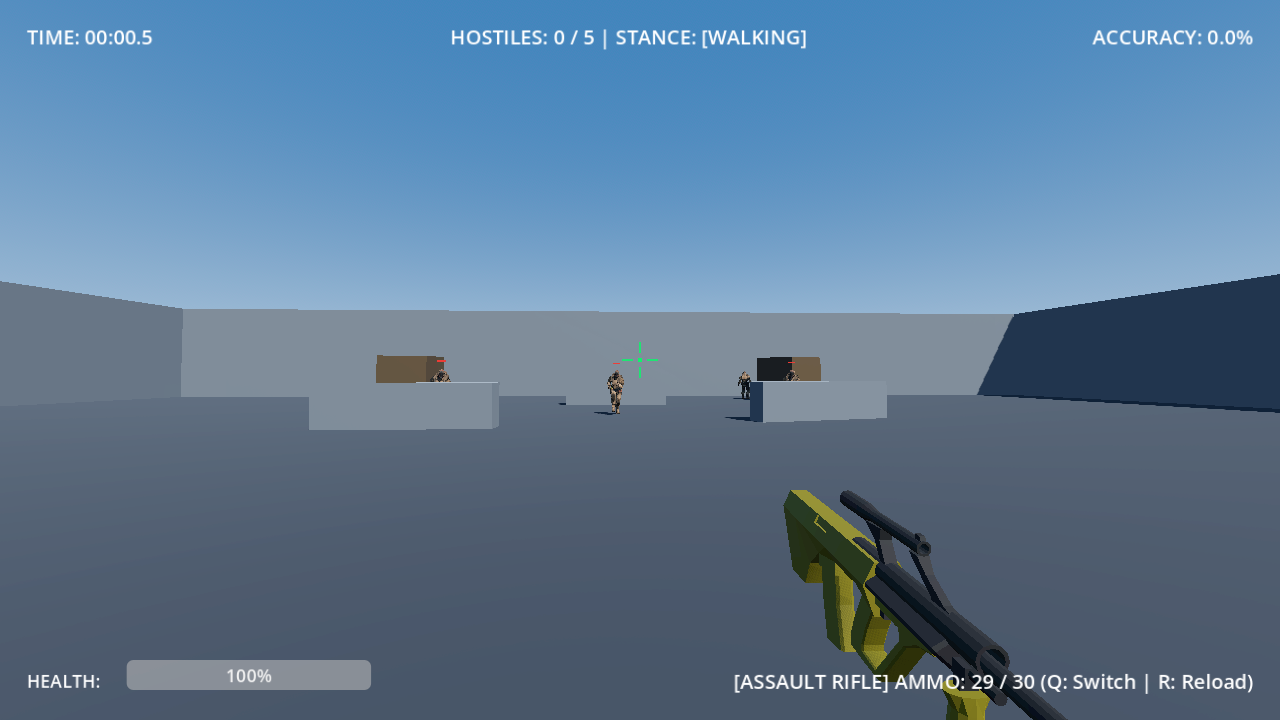 TIME: 00:00.5
HOSTILES: 0 / 5 | STANCE: [WALKING]
ACCURACY: 0.0%
HEALTH:
100%
[ASSAULT RIFLE] AMMO: 29 / 30 (Q: Switch | R: Reload)